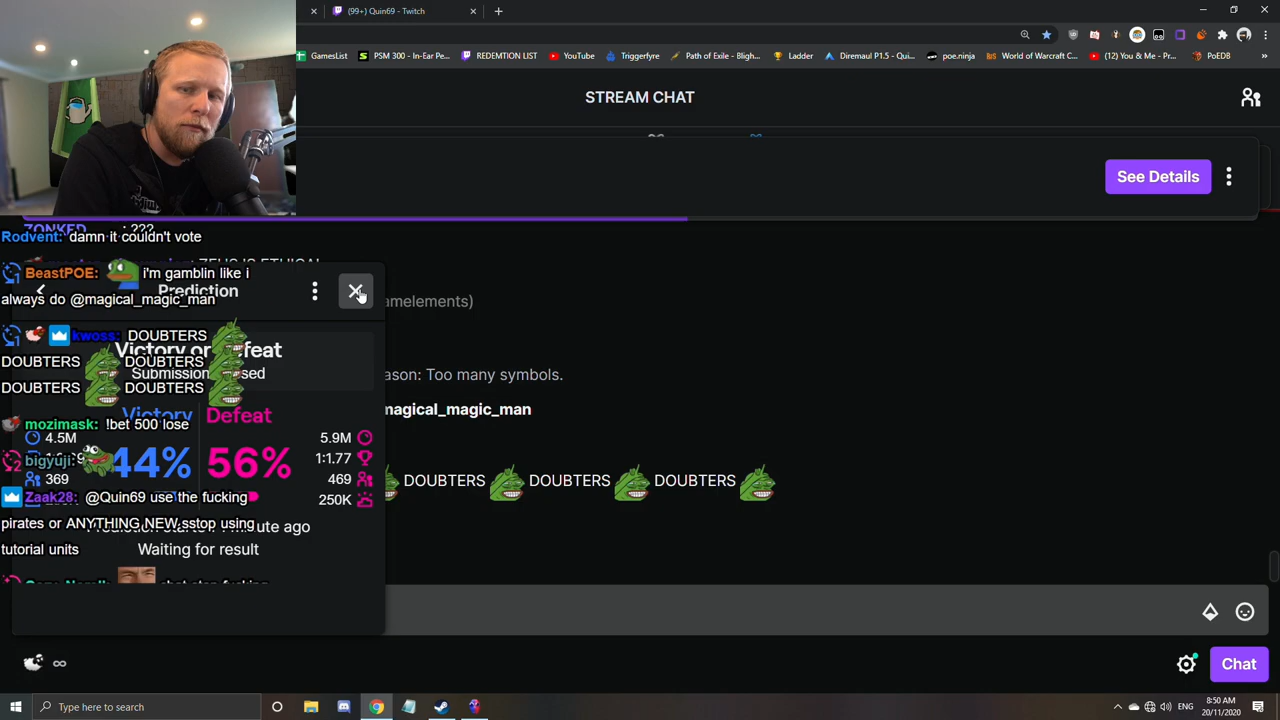 (99+) Quin69 - Twitch
GamesList
PSM 300 - In-Ear Pe...
REDEMTION LIST
YouTube
Triggerfyre
Path of Exile - Bligh...
Ladder
Diremaul P1.5 - Qui...
poe.ninja
World of Warcraft C...
(12) You & Me - Pr...
PoEDB
STREAM CHAT
See Details
ZONKED : ???
Rodvent: damn it couldn't vote
BeastPOE: i'm gamblin like i
always do @magical_magic_man
Prediction
amelements)
kwoss: DOUBTERS
DOUBTERS DOUBTERS
DOUBTERS DOUBTERS
Victory or Defeat
ason: Too many symbols.
magical_magic_man
Victory Defeat
mozimask: !bet 500 lose
4.5M 5.9M
bigyuji:
44% 56%
1:1.77
369 469
250K
DOUBTERS DOUBTERS DOUBTERS
Zaak28: @Quin69 use the fucking
pirates or ANYTHING NEW sstop using
tutorial units
Waiting for result
Chat
Type here to search
ENG
8:50 AM
20/11/2020